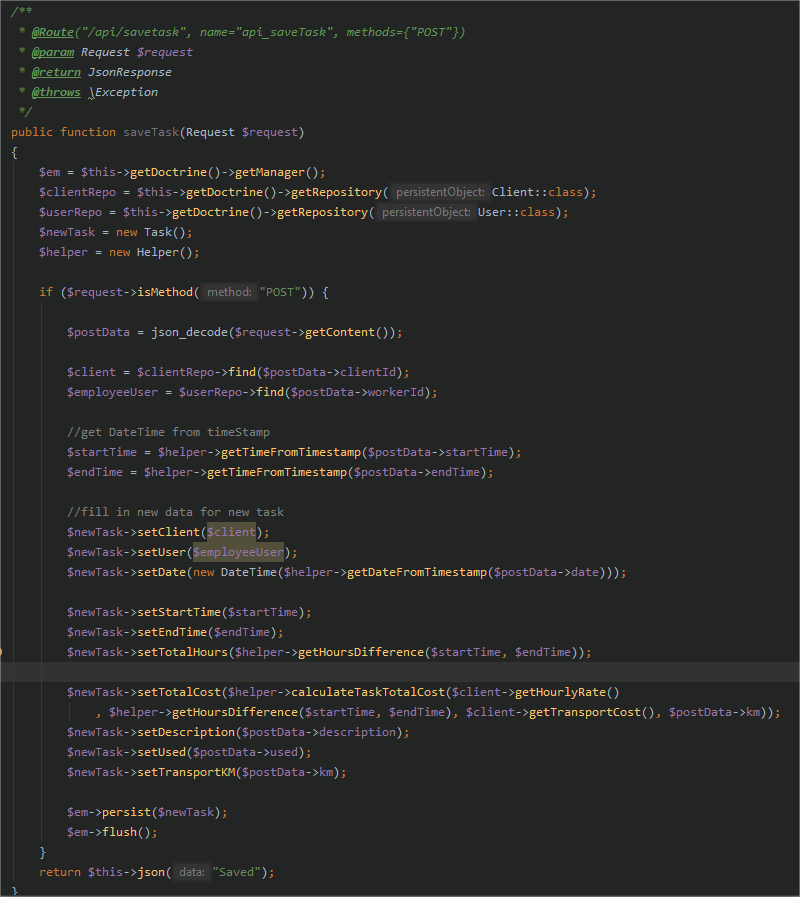 /**
 * @Route("/api/savetask", name="api_saveTask", methods={"POST"})
 * @param Request $request
 * @return JsonResponse
 * @throws \Exception
 */
public function saveTask(Request $request)
{
    $em = $this->getDoctrine()->getManager();
    $clientRepo = $this->getDoctrine()->getRepository( persistentObject: Client::class);
    $userRepo = $this->getDoctrine()->getRepository( persistentObject: User::class);
    $newTask = new Task();
    $helper = new Helper();
    if ($request->isMethod( method: "POST")) {
        $postData = json_decode($request->getContent());
        $client = $clientRepo->find($postData->clientId);
        $employeeUser = $userRepo->find($postData->workerId);
        //get DateTime from timeStamp
        $startTime = $helper->getTimeFromTimestamp($postData->startTime);
        $endTime = $helper->getTimeFromTimestamp($postData->endTime);
        //fill in new data for new task
        $newTask->setClient($client);
        $newTask->setUser($employeeUser);
        $newTask->setDate(new DateTime($helper->getDateFromTimestamp($postData->date)));
        $newTask->setStartTime($startTime);
        $newTask->setEndTime($endTime);
        $newTask->setTotalHours($helper->getHoursDifference($startTime, $endTime));
        $newTask->setTotalCost($helper->calculateTaskTotalCost($client->getHourlyRate()
            , $helper->getHoursDifference($startTime, $endTime), $client->getTransportCost(), $postData->km));
        $newTask->setDescription($postData->description);
        $newTask->setUsed($postData->used);
        $newTask->setTransportKM($postData->km);
        $em->persist($newTask);
        $em->flush();
    }
    return $this->json( data: "Saved");
}